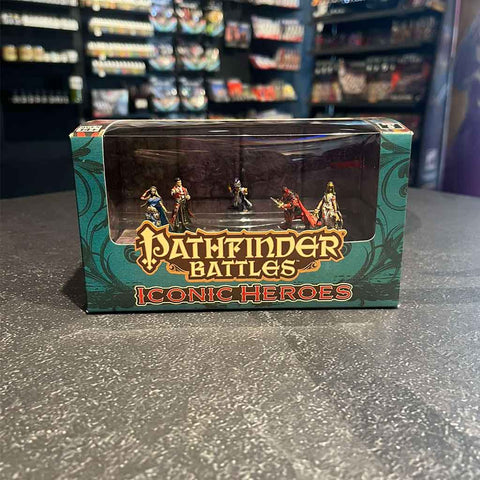 PATHFINDER
BATTLES
ICONIC HEROES